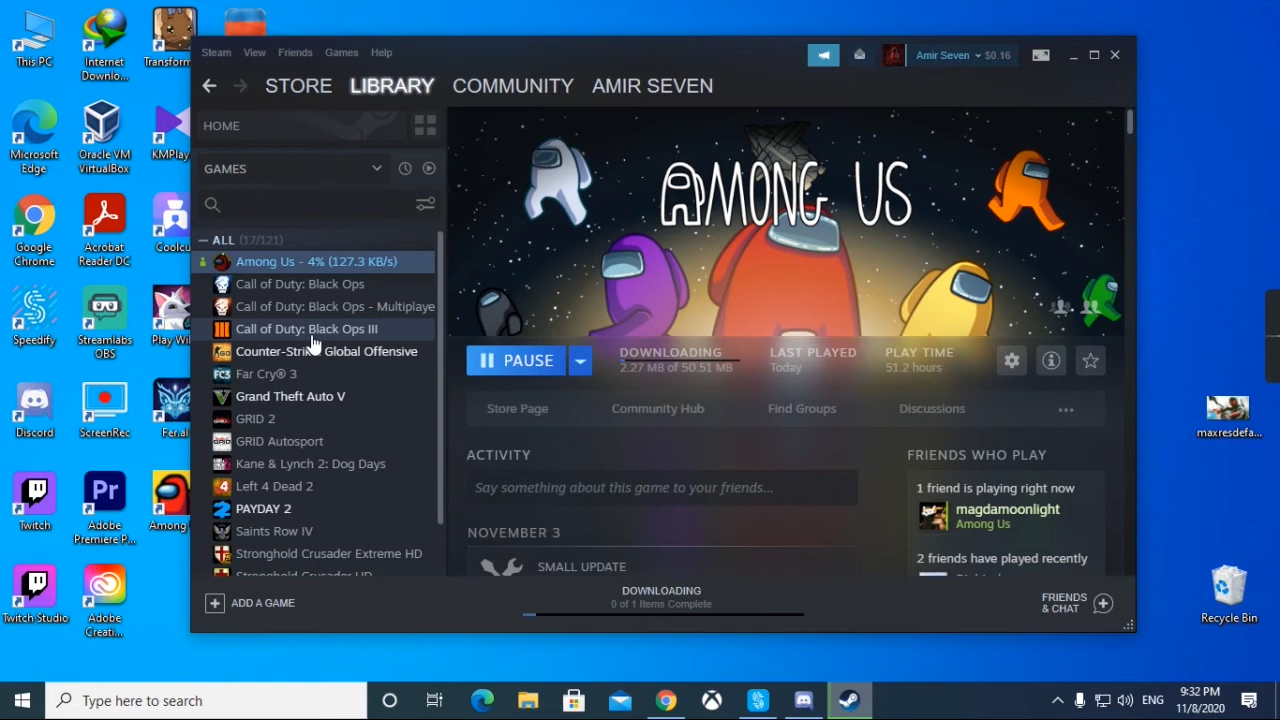 This PC
Internet
Downlo...
Transform
Microsoft
Edge
Oracle VM
VirtualBox
KMPlay
Google
Chrome
Acrobat
Reader DC
Coolcu
Speedify
Streamlabs
OBS
Play Wil
Discord
ScreenRec
Fer.al
Twitch
Adobe
Premiere P...
Among
Twitch Studio
Adobe
Creati...
Steam View Friends Games Help
Amir Seven $0.16
STORE LIBRARY COMMUNITY AMIR SEVEN
HOME
GAMES
ALL (17/121)
Among Us - 4% (127.3 KB/s)
Call of Duty: Black Ops
Call of Duty: Black Ops - Multiplaye
Call of Duty: Black Ops III
Counter-Strike Global Offensive
Far Cry® 3
Grand Theft Auto V
GRID 2
GRID Autosport
Kane & Lynch 2: Dog Days
Left 4 Dead 2
PAYDAY 2
Saints Row IV
Stronghold Crusader Extreme HD
Stronghold Crusader HD
ADD A GAME
AMONG US
PAUSE
DOWNLOADING
2.27 MB of 50.51 MB
LAST PLAYED
Today
PLAY TIME
51.2 hours
Store Page Community Hub Find Groups Discussions
ACTIVITY
Say something about this game to your friends...
NOVEMBER 3
SMALL UPDATE
FRIENDS WHO PLAY
1 friend is playing right now
magdamoonlight
Among Us
2 friends have played recently
DOWNLOADING
0 of 1 Items Complete
FRIENDS
& CHAT
maxresdefa...
Recycle Bin
Type here to search
ENG
9:32 PM
11/8/2020